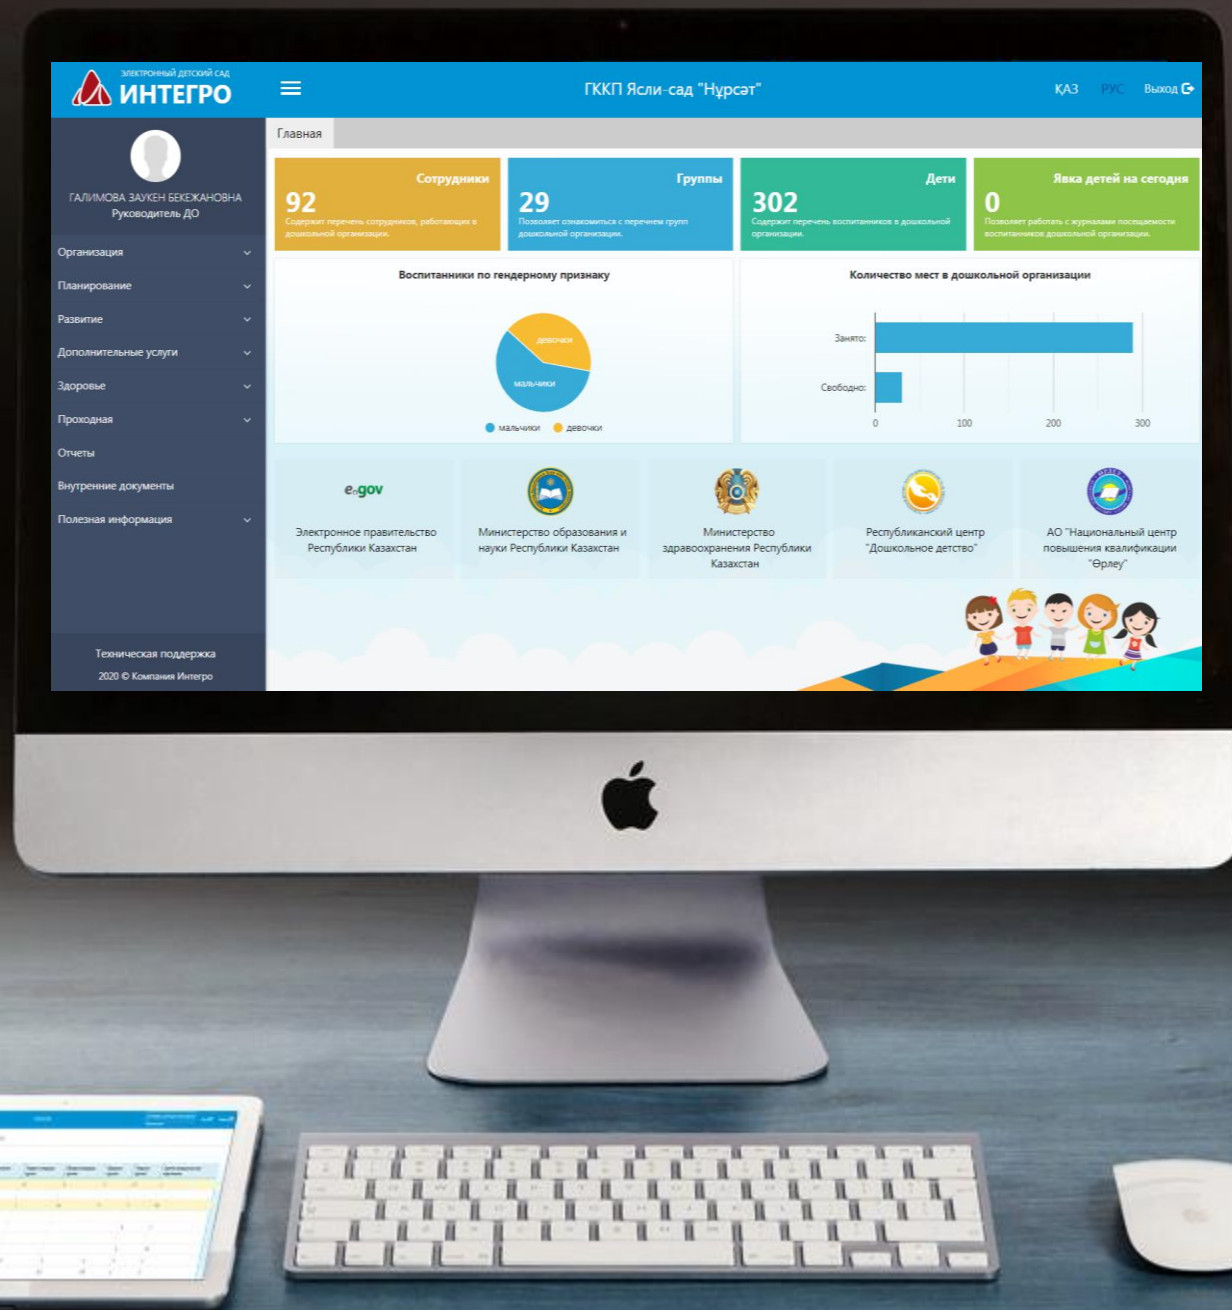 ЭЛЕКТРОННЫЙ ДЕТСКИЙ САД
ИНТЕГРО
ГККП Ясли-сад "Нұрсәт"
ҚАЗ РУС Выход
ГАЛИМОВА ЗАУКЕН БЕКЕЖАНОВНА
Руководитель ДО
Организация
Планирование
Развитие
Дополнительные услуги
Здоровье
Проходная
Отчеты
Внутренние документы
Полезная информация
Техническая поддержка
2020 © Компания Интегро
Главная
Сотрудники
92
Содержит перечень сотрудников, работающих в
дошкольной организации.
Группы
29
Позволяет ознакомиться с перечнем групп
дошкольной организации.
Дети
302
Содержит перечень воспитанников в дошкольной
организации.
Явка детей на сегодня
0
Позволяет работать с журналами посещаемости
воспитанников дошкольной организации.
Воспитанники по гендерному признаку
девочки
мальчики
мальчики девочки
Количество мест в дошкольной организации
Занято:
Свободно:
0 100 200 300
egov
Электронное правительство
Республики Казахстан
Министерство образования и
науки Республики Казахстан
Министерство
здравоохранения Республики
Казахстан
Республиканский центр
"Дошкольное детство"
АО "Национальный центр
повышения квалификации
"Өрлеу"